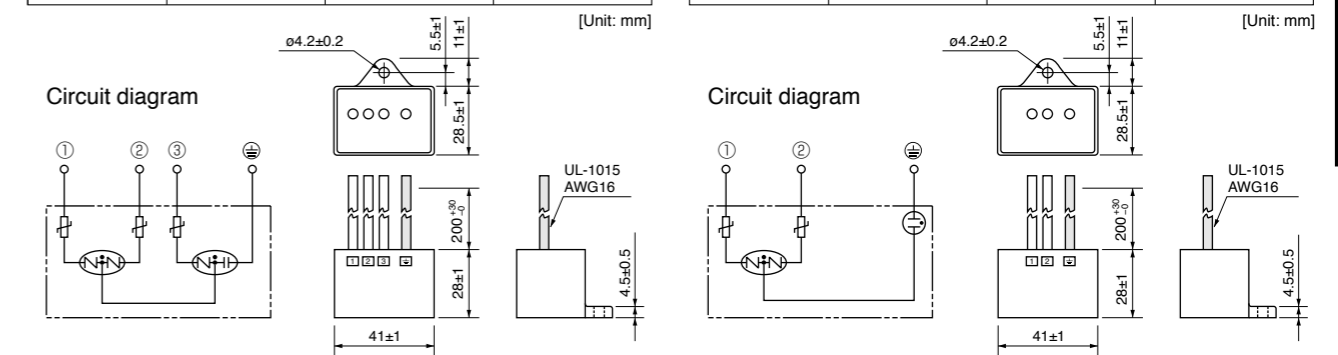 [Unit: mm]
ø4.2±0.2
5.5±1
11±1
Circuit diagram
28.5±1
① ② ③
UL-1015
AWG16
200 +30 -0
1 2 3
28±1
4.5±0.5
41±1
[Unit: mm]
ø4.2±0.2
5.5±1
11±1
Circuit diagram
28.5±1
① ②
UL-1015
AWG16
200 +30 -0
1 2
28±1
4.5±0.5
41±1